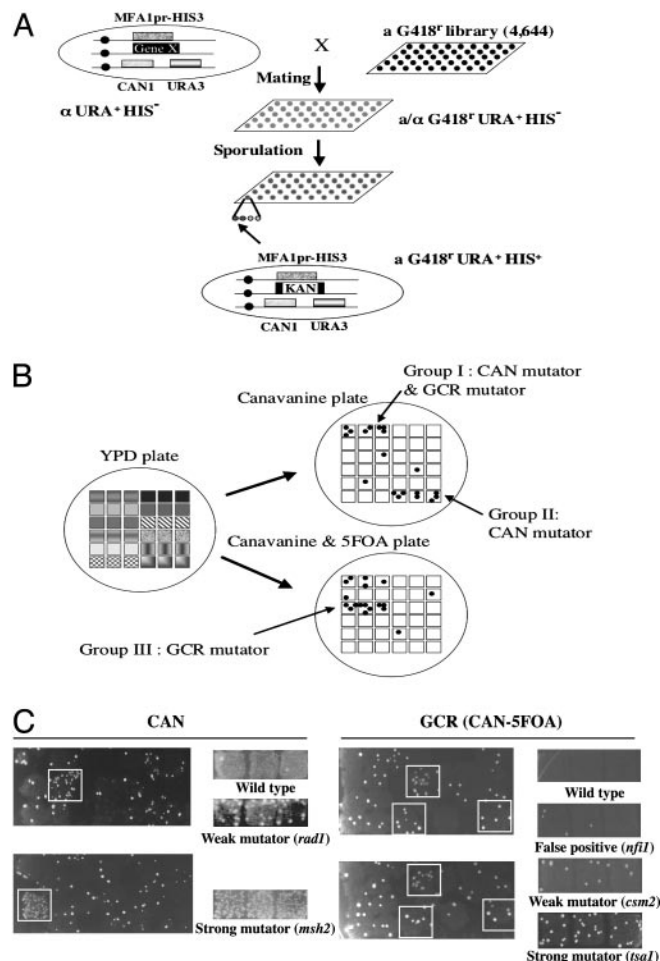 A
MFA1pr-HIS3
Gene X
CAN1 URA3
α URA⁺ HIS⁻
X
a G418ʳ library (4,644)
Mating
a/α G418ʳ URA⁺ HIS⁻
Sporulation
MFA1pr-HIS3
a G418ʳ URA⁺ HIS⁺
KAN
CAN1 URA3
B
Group I : CAN mutator
& GCR mutator
Canavanine plate
YPD plate
Group II:
CAN mutator
Canavanine & 5FOA plate
Group III : GCR mutator
C
CAN
Wild type
Weak mutator (rad1)
Strong mutator (msh2)
GCR (CAN-5FOA)
Wild type
False positive (nfi1)
Weak mutator (csm2)
Strong mutator (tsa1)